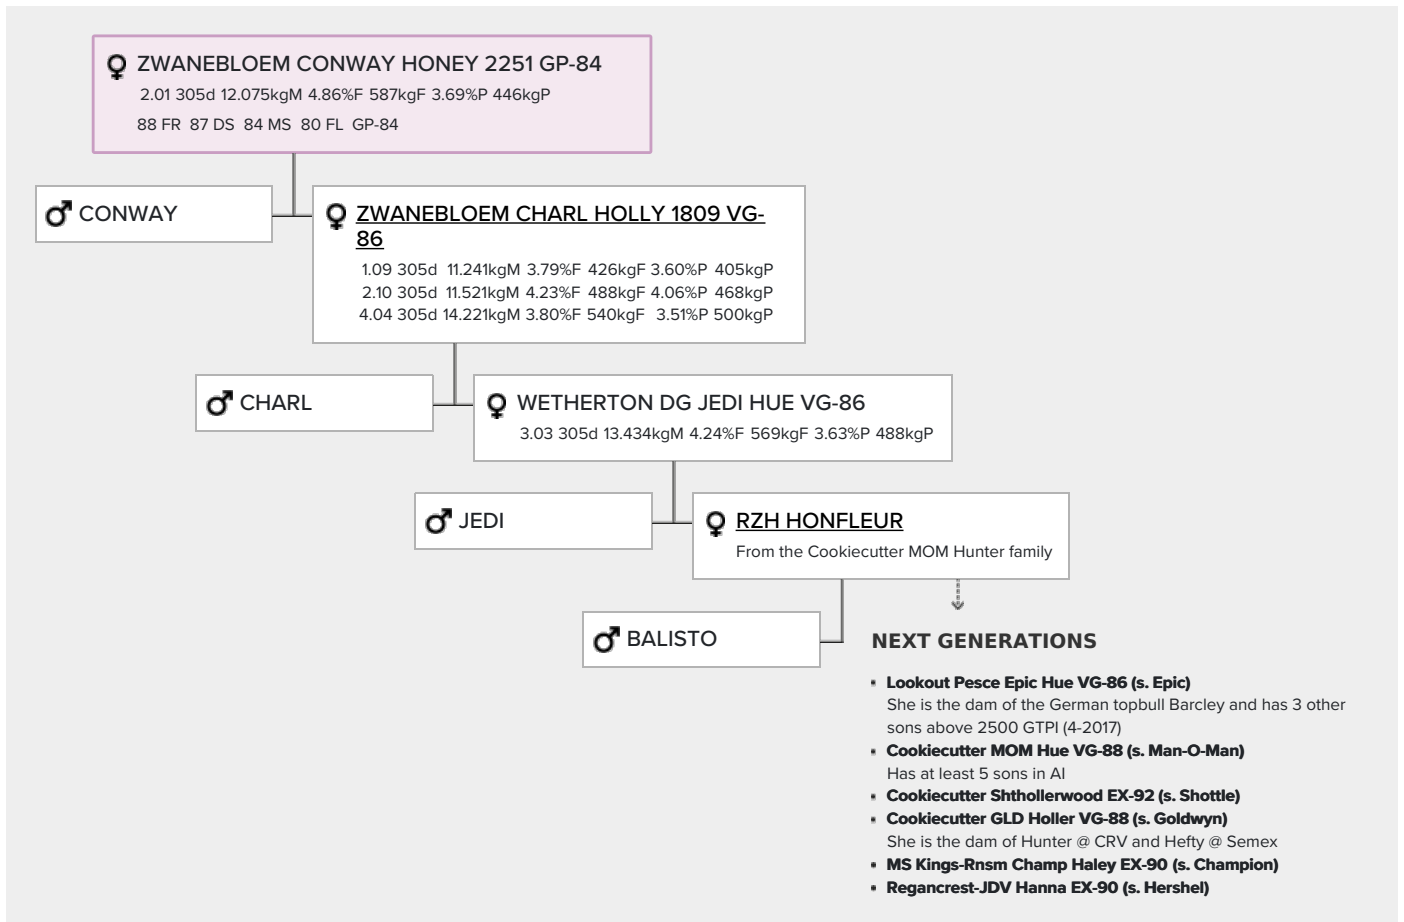 ZWANEBLOEM CONWAY HONEY 2251 GP-84
2.01 305d 12.075kgM 4.86%F 587kgF 3.69%P 446kgP
88 FR 87 DS 84 MS 80 FL GP-84
CONWAY
ZWANEBLOEM CHARL HOLLY 1809 VG-
86
1.09 305d 11.241kgM 3.79%F 426kgF 3.60%P 405kgP
2.10 305d 11.521kgM 4.23%F 488kgF 4.06%P 468kgP
4.04 305d 14.221kgM 3.80%F 540kgF 3.51%P 500kgP
CHARL
WETHERTON DG JEDI HUE VG-86
3.03 305d 13.434kgM 4.24%F 569kgF 3.63%P 488kgP
JEDI
RZH HONFLEUR
From the Cookiecutter MOM Hunter family
BALISTO
NEXT GENERATIONS
Lookout Pesce Epic Hue VG-86 (s. Epic)
She is the dam of the German topbull Barcley and has 3 other
sons above 2500 GTPI (4-2017)
Cookiecutter MOM Hue VG-88 (s. Man-O-Man)
Has at least 5 sons in AI
Cookiecutter Shthollerwood EX-92 (s. Shottle)
Cookiecutter GLD Holler VG-88 (s. Goldwyn)
She is the dam of Hunter @ CRV and Hefty @ Semex
MS Kings-Rnsm Champ Haley EX-90 (s. Champion)
Regancrest-JDV Hanna EX-90 (s. Hershel)